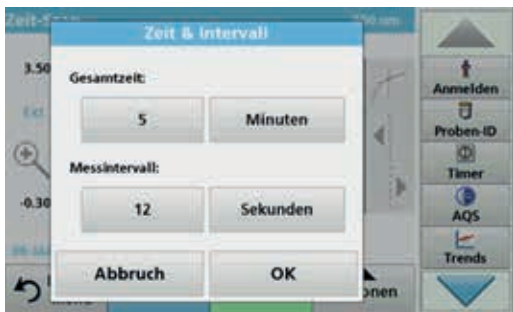 Zeit & Intervall
Gesamtzeit:
5 Minuten
Messintervall:
12 Sekunden
Abbruch OK
3.50
Ext
-0.30
Anmelden
Proben-ID
Timer
AQS
Trends